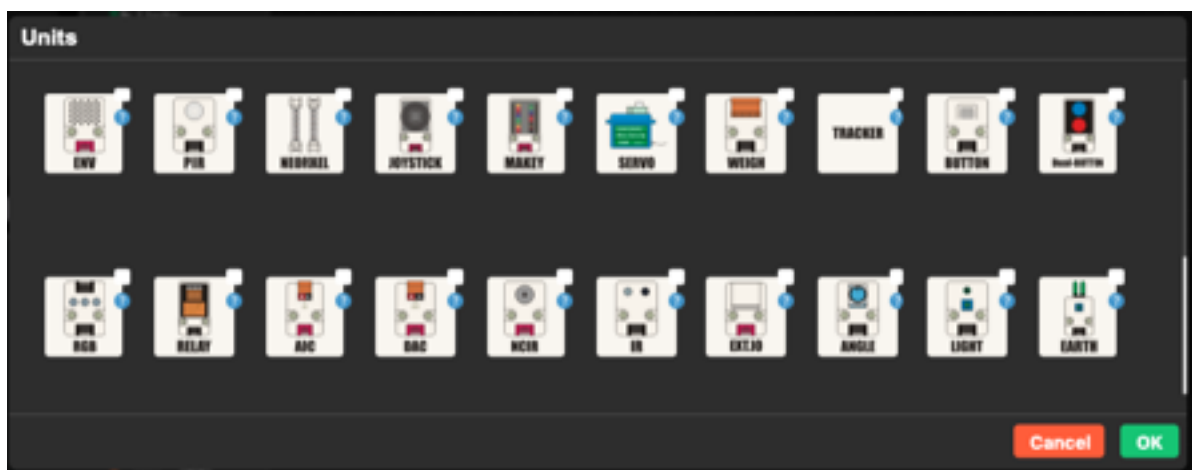 Units
ENV PIR NEOPIXEL JOYSTICK MAKEY SERVO WEIGH TRACKER BUTTON Dual-BUTTON
RGB RELAY ADC DAC NCIR IR EXT.IO ANGLE LIGHT EARTH
Cancel OK